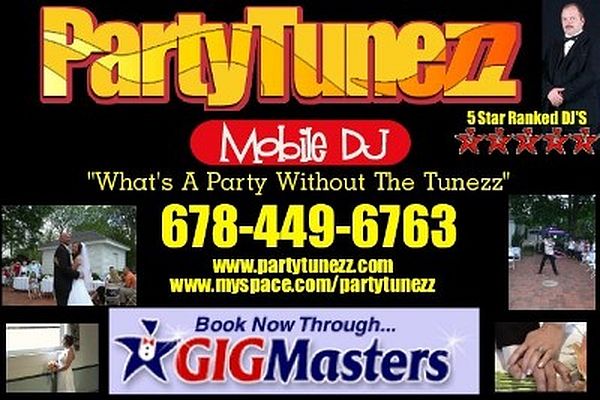 PartyTunezz
5 Star Ranked DJ'S
Mobile DJ
"What's A Party Without The Tunezz"
678-449-6763
www.partytunezz.com
www.myspace.com/partytunezz
Book Now Through...
GIGMasters